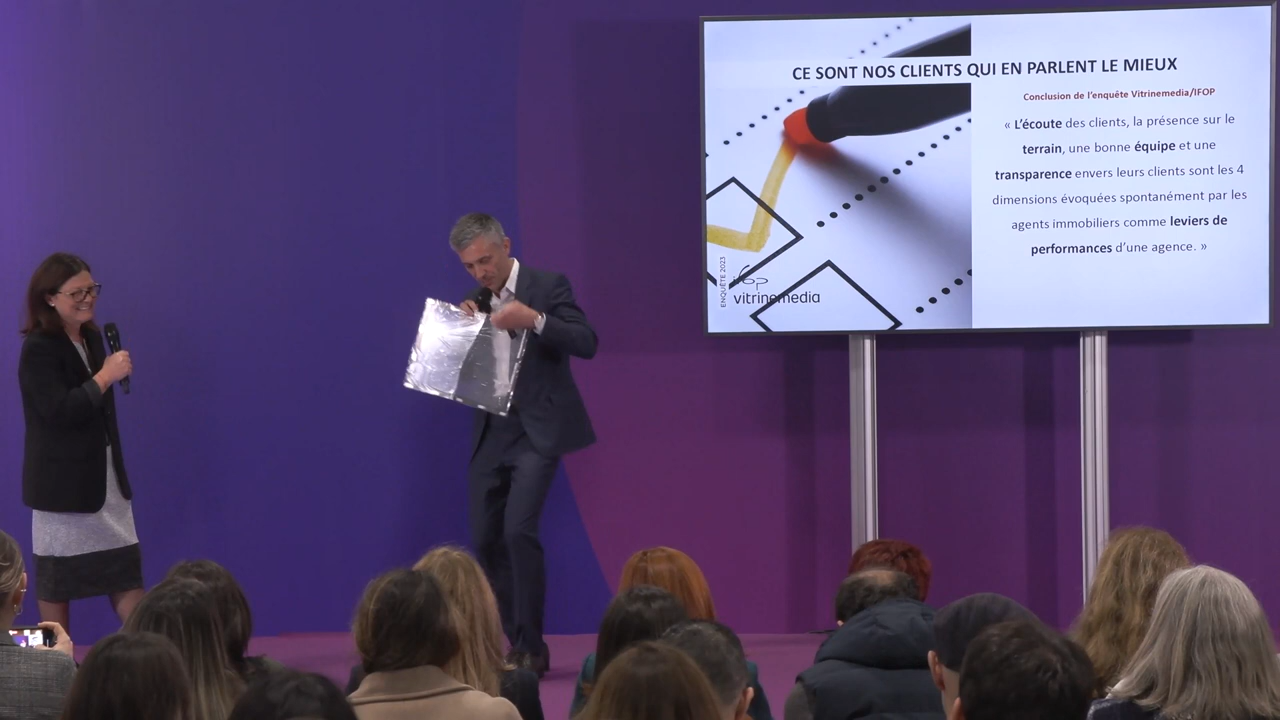 CE SONT NOS CLIENTS QUI EN PARLENT LE MIEUX
Conclusion de l'enquête Vitrinemedia/IFOP
« L'écoute des clients, la présence sur le
terrain, une bonne équipe et une
transparence envers leurs clients sont les 4
dimensions évoquées spontanément par les
agents immobiliers comme leviers de
performances d'une agence. »
ENQUÊTE 2023
ifop
vitrinemedia